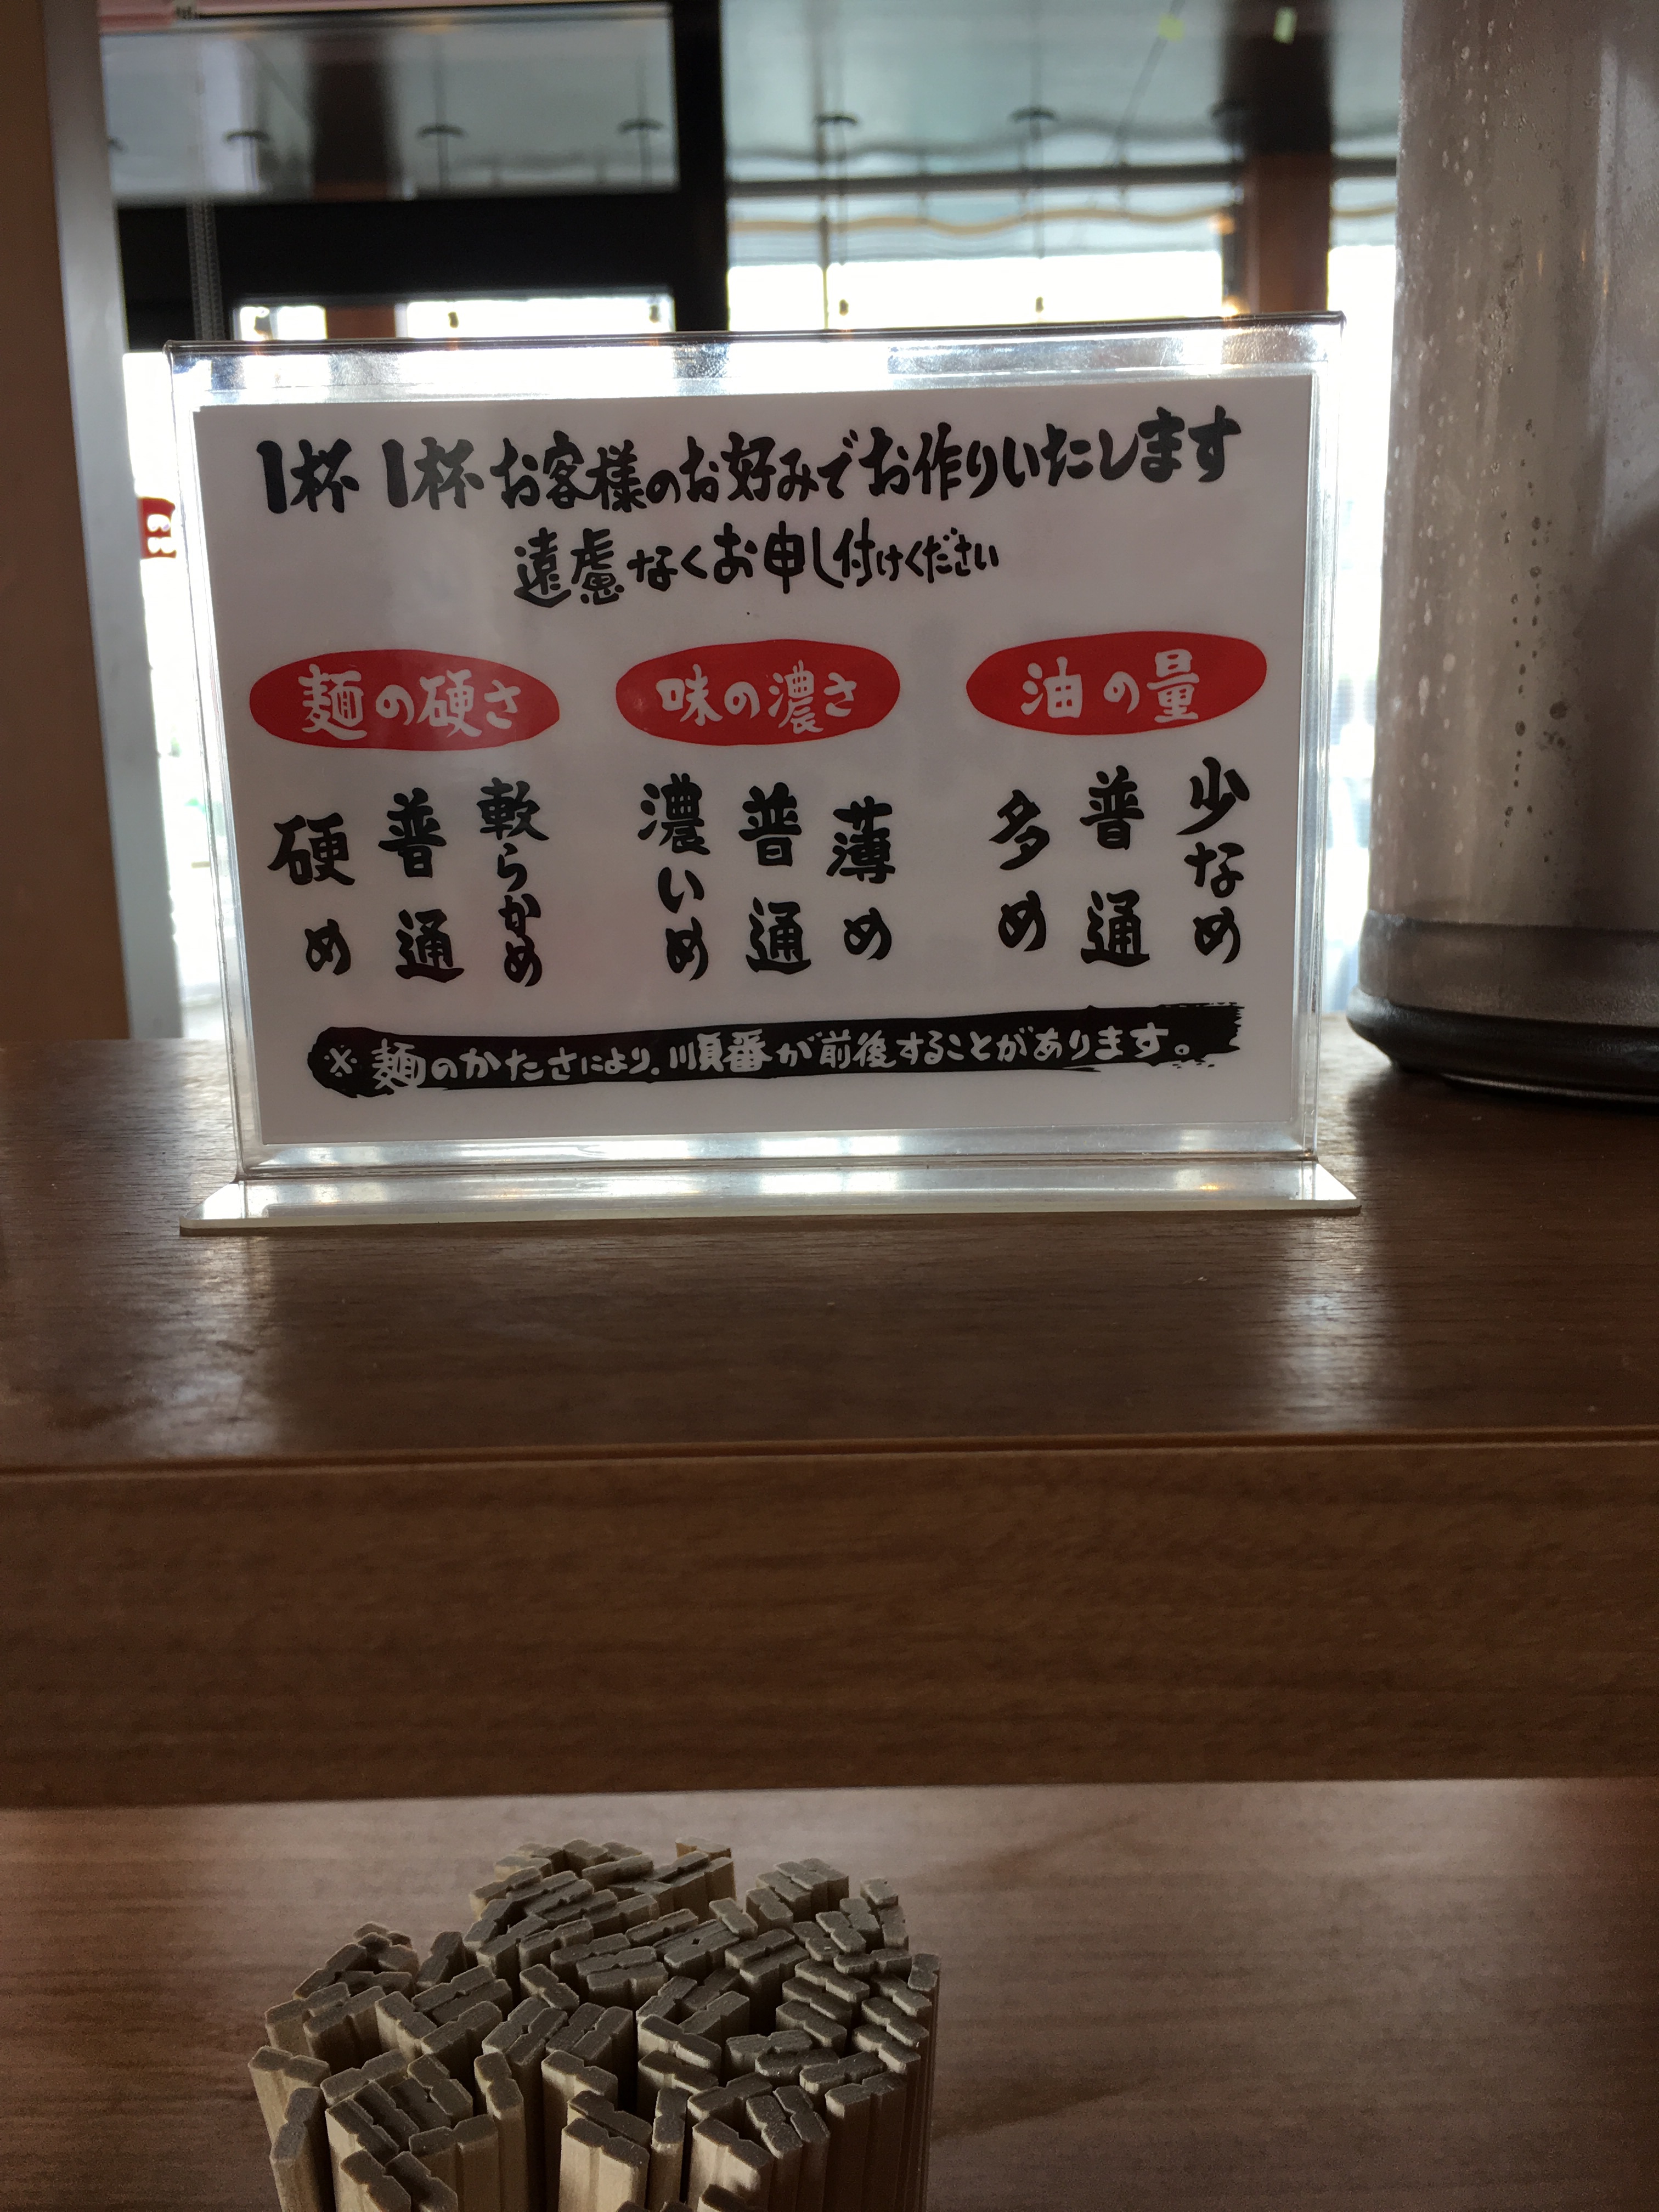 1杯1杯お客様のお好みでお作りいたします
遠慮なくお申し付けください
麺の硬さ
硬め
普通
軟らかめ
味の濃さ
濃いめ
普通
薄め
油の量
多め
普通
少なめ
※麺のかたさにより、順番が前後することがあります。